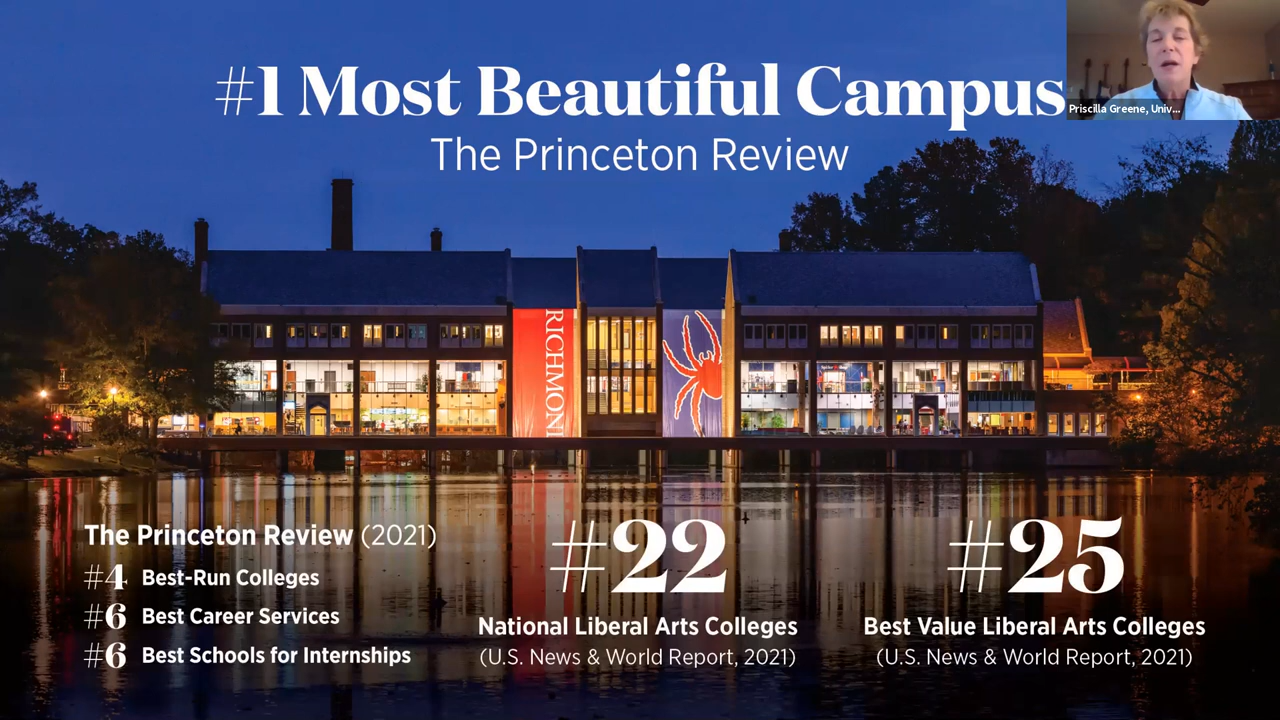 #1 Most Beautiful Campus
The Princeton Review
Priscilla Greene, Univ...
RICHMOND
The Princeton Review (2021)
#4 Best-Run Colleges
#6 Best Career Services
#6 Best Schools for Internships
#22
National Liberal Arts Colleges
(U.S. News & World Report, 2021)
#25
Best Value Liberal Arts Colleges
(U.S. News & World Report, 2021)